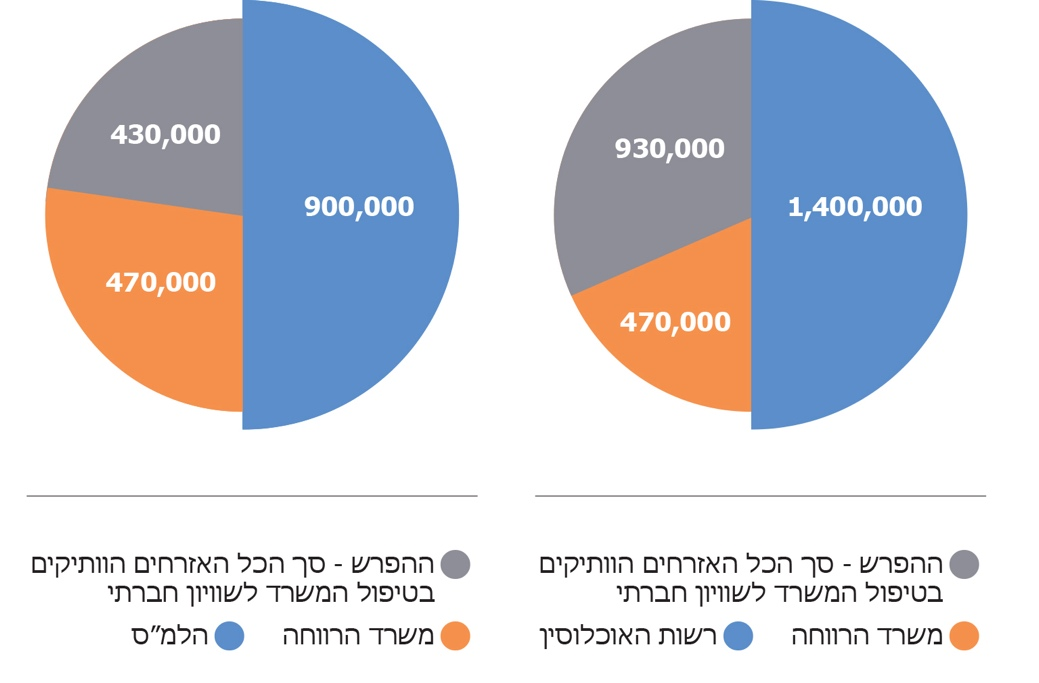 930,000
1,400,000
470,000
ההפרש - סך הכל האזרחים הוותיקים
בטיפול המשרד לשוויון חברתי
משרד הרווחה
רשות האוכלוסין
430,000
900,000
470,000
ההפרש - סך הכל האזרחים הוותיקים
בטיפול המשרד לשוויון חברתי
משרד הרווחה
הלמ״ס